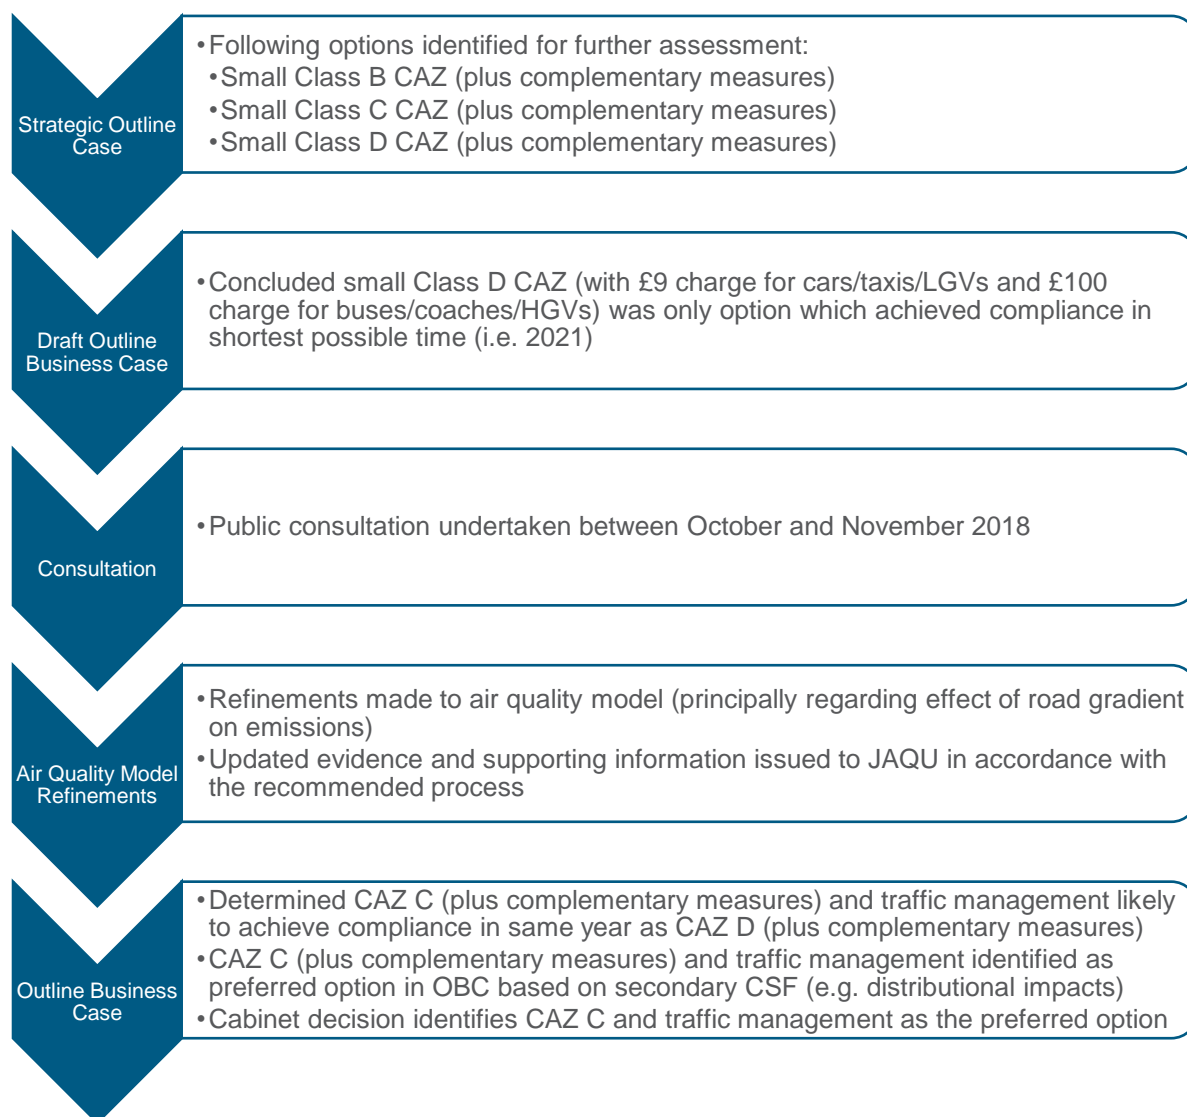 Strategic Outline
Case
•Following options identified for further assessment:
•Small Class B CAZ (plus complementary measures)
•Small Class C CAZ (plus complementary measures)
•Small Class D CAZ (plus complementary measures)
Draft Outline
Business Case
•Concluded small Class D CAZ (with £9 charge for cars/taxis/LGVs and £100
charge for buses/coaches/HGVs) was only option which achieved compliance in
shortest possible time (i.e. 2021)
Consultation
•Public consultation undertaken between October and November 2018
Air Quality Model
Refinements
•Refinements made to air quality model (principally regarding effect of road gradient
on emissions)
•Updated evidence and supporting information issued to JAQU in accordance with
the recommended process
Outline Business
Case
•Determined CAZ C (plus complementary measures) and traffic management likely
to achieve compliance in same year as CAZ D (plus complementary measures)
•CAZ C (plus complementary measures) and traffic management identified as
preferred option in OBC based on secondary CSF (e.g. distributional impacts)
•Cabinet decision identifies CAZ C and traffic management as the preferred option